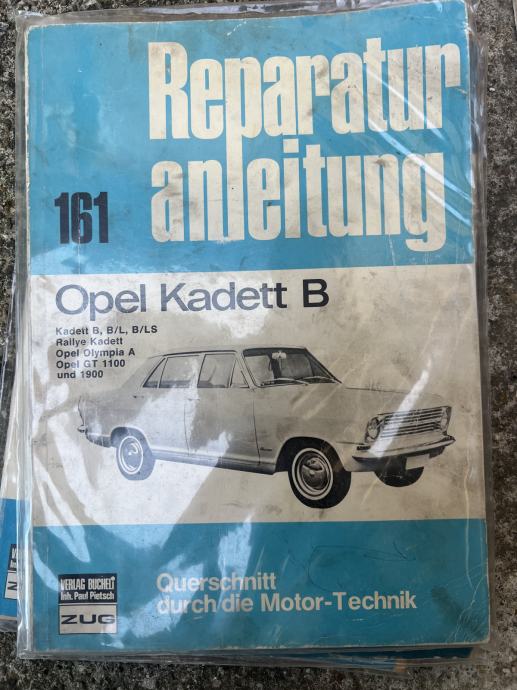 Reparatur
anleitung
161
Opel Kadett B
Kadett B, B/L, B/LS
Rallye Kadett
Opel Olympia A
Opel GT 1100
und 1900
VERLAG BUCHELI
Inh. Paul Pietsch
ZUG
Querschnitt
durch die Motor-Technik